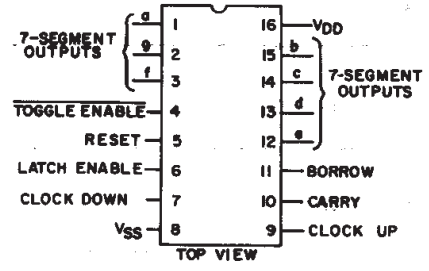 a 1 16 VDD
7-SEGMENT OUTPUTS g 2 15 b
f 3 14 c 7-SEGMENT OUTPUTS
TOGGLE ENABLE 4 13 d
RESET 5 12 e
LATCH ENABLE 6 11 BORROW
CLOCK DOWN 7 10 CARRY
VSS 8 9 CLOCK UP
TOP VIEW